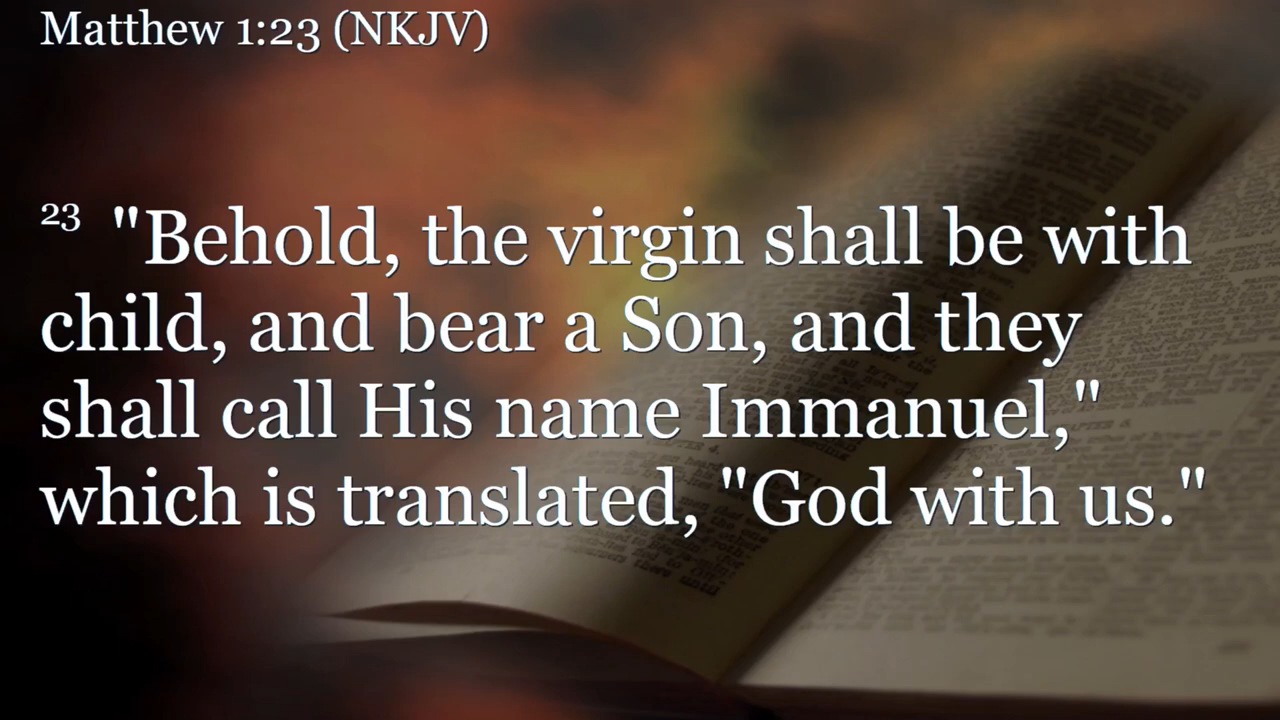 Matthew 1:23 (NKJV)
23 "Behold, the virgin shall be with
child, and bear a Son, and they
shall call His name Immanuel,"
which is translated, "God with us."